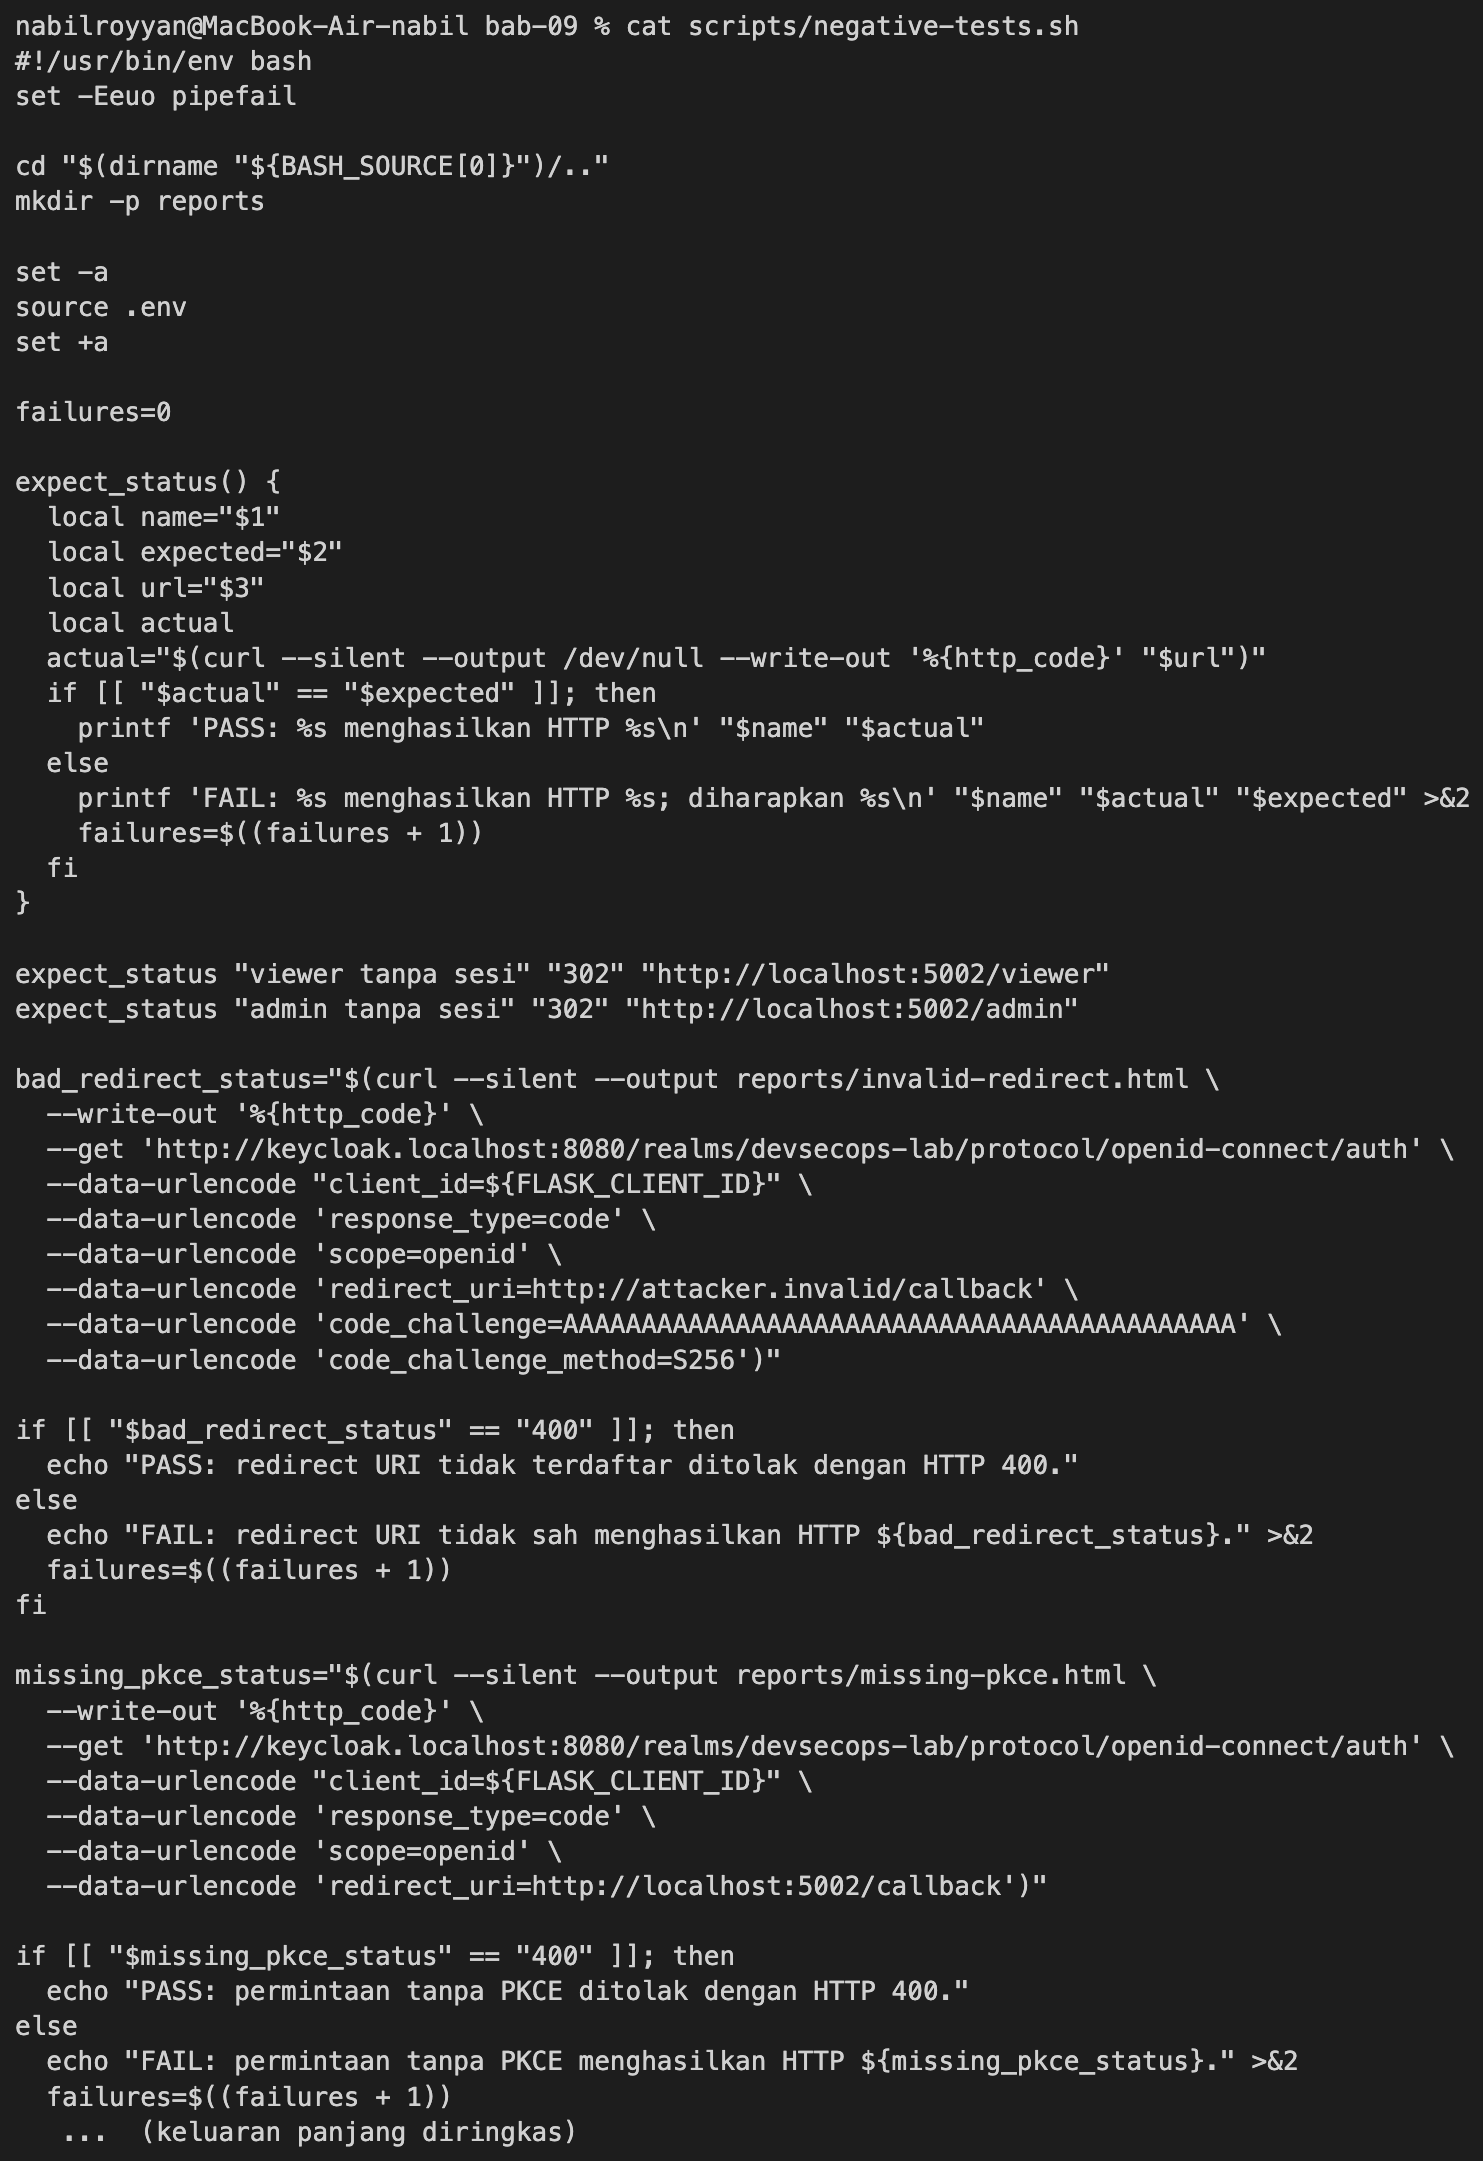 nabilroyyan@MacBook-Air-nabil bab-09 % cat scripts/negative-tests.sh
#!/usr/bin/env bash
set -Eeuo pipefail

cd "$(dirname "${BASH_SOURCE[0]}")/.."
mkdir -p reports

set -a
source .env
set +a

failures=0

expect_status() {
  local name="$1"
  local expected="$2"
  local url="$3"
  local actual
  actual="$(curl --silent --output /dev/null --write-out '%{http_code}' "$url")"
  if [[ "$actual" == "$expected" ]]; then
    printf 'PASS: %s menghasilkan HTTP %s\n' "$name" "$actual"
  else
    printf 'FAIL: %s menghasilkan HTTP %s; diharapkan %s\n' "$name" "$actual" "$expected" >&2
    failures=$((failures + 1))
  fi
}

expect_status "viewer tanpa sesi" "302" "http://localhost:5002/viewer"
expect_status "admin tanpa sesi" "302" "http://localhost:5002/admin"

bad_redirect_status="$(curl --silent --output reports/invalid-redirect.html \
  --write-out '%{http_code}' \
  --get 'http://keycloak.localhost:8080/realms/devsecops-lab/protocol/openid-connect/auth' \
  --data-urlencode "client_id=${FLASK_CLIENT_ID}" \
  --data-urlencode 'response_type=code' \
  --data-urlencode 'scope=openid' \
  --data-urlencode 'redirect_uri=http://attacker.invalid/callback' \
  --data-urlencode 'code_challenge=AAAAAAAAAAAAAAAAAAAAAAAAAAAAAAAAAAAAAAAAAAA' \
  --data-urlencode 'code_challenge_method=S256')"

if [[ "$bad_redirect_status" == "400" ]]; then
  echo "PASS: redirect URI tidak terdaftar ditolak dengan HTTP 400."
else
  echo "FAIL: redirect URI tidak sah menghasilkan HTTP ${bad_redirect_status}." >&2
  failures=$((failures + 1))
fi

missing_pkce_status="$(curl --silent --output reports/missing-pkce.html \
  --write-out '%{http_code}' \
  --get 'http://keycloak.localhost:8080/realms/devsecops-lab/protocol/openid-connect/auth' \
  --data-urlencode "client_id=${FLASK_CLIENT_ID}" \
  --data-urlencode 'response_type=code' \
  --data-urlencode 'scope=openid' \
  --data-urlencode 'redirect_uri=http://localhost:5002/callback')"

if [[ "$missing_pkce_status" == "400" ]]; then
  echo "PASS: permintaan tanpa PKCE ditolak dengan HTTP 400."
else
  echo "FAIL: permintaan tanpa PKCE menghasilkan HTTP ${missing_pkce_status}." >&2
  failures=$((failures + 1))
   ...  (keluaran panjang diringkas)